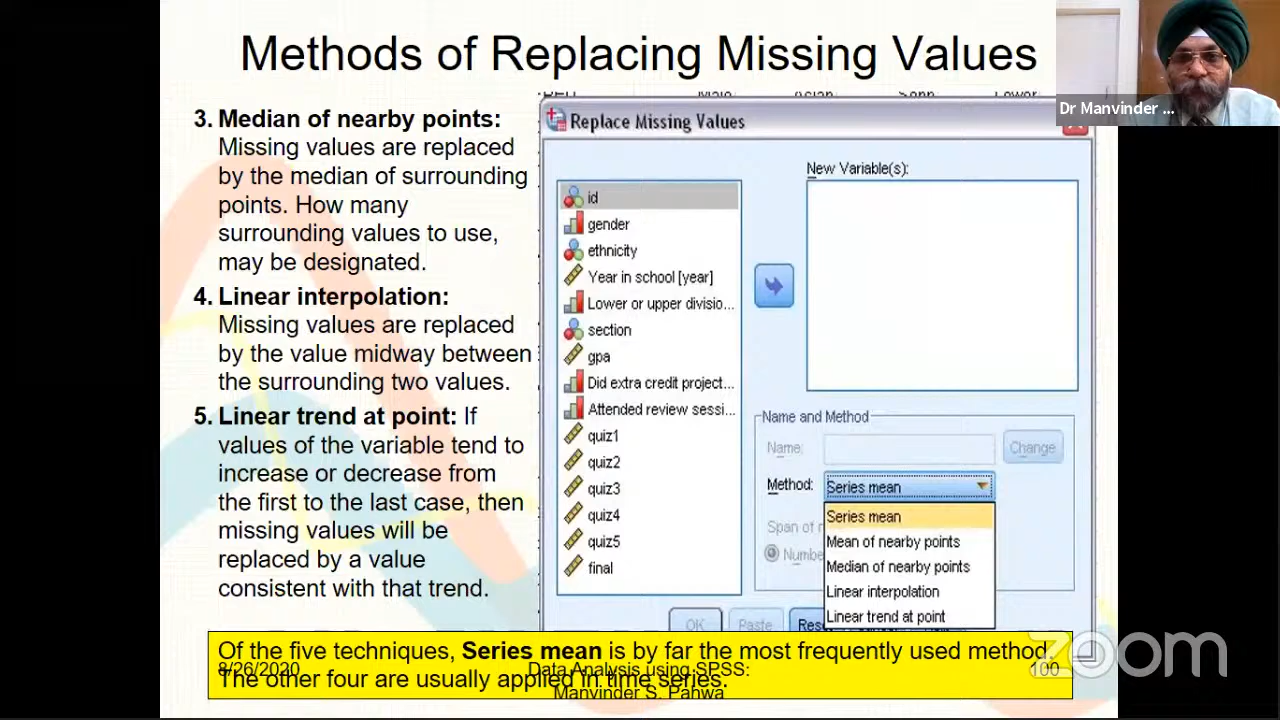 Methods of Replacing Missing Values
3. Median of nearby points:
Missing values are replaced
by the median of surrounding
points. How many
surrounding values to use,
may be designated.
4. Linear interpolation:
Missing values are replaced
by the value midway between
the surrounding two values.
5. Linear trend at point: If
values of the variable tend to
increase or decrease from
the first to the last case, then
missing values will be
replaced by a value
consistent with that trend.
Replace Missing Values
id
gender
ethnicity
Year in school [year]
Lower or upper divisio...
section
gpa
Did extra credit project...
Attended review sessi...
quiz1
quiz2
quiz3
quiz4
quiz5
final
New Variable(s):
Name and Method
Name:
Change
Method: Series mean
Series mean
Mean of nearby points
Median of nearby points
Linear interpolation
Linear trend at point
Span of
OK Paste
Of the five techniques, Series mean is by far the most frequently used method.
The other four are usually applied in time series.
8/26/2020
Data Analysis using SPSS:
Manvinder S. Pahwa
100
Dr Manvinder ...
zoom